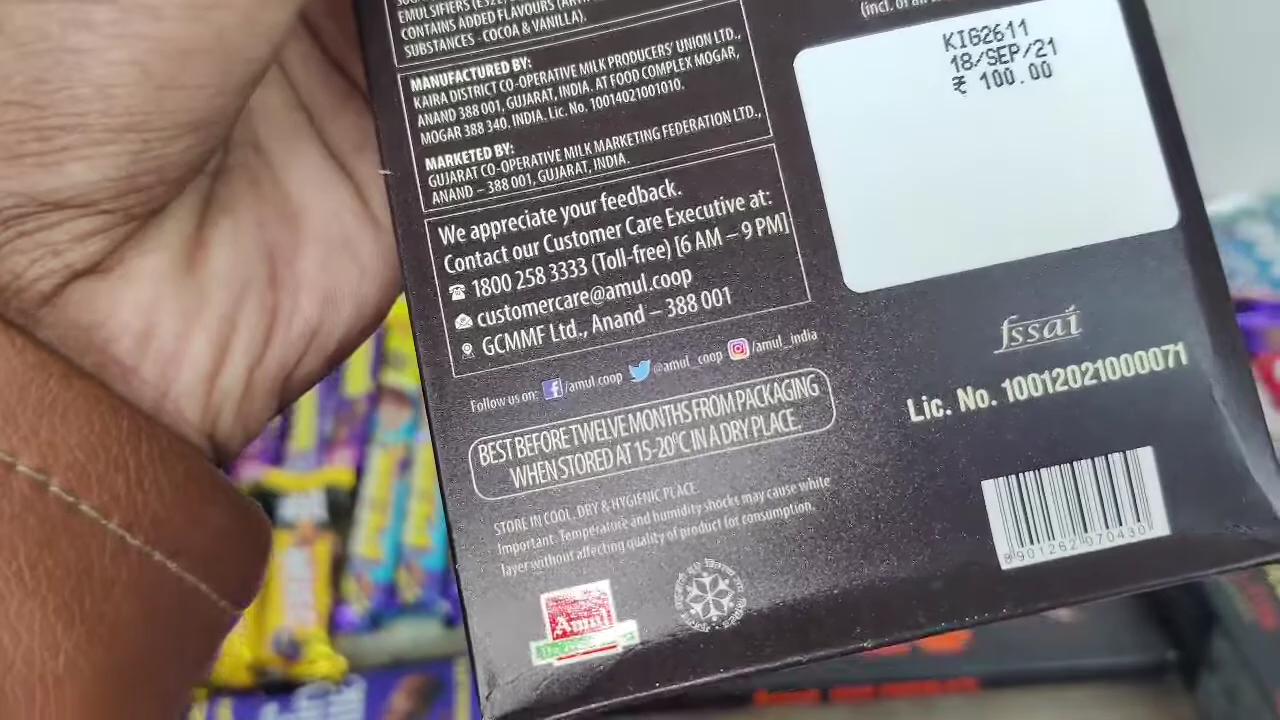 EMULSIFIERS
CONTAINS ADDED FLAVOURS
SUBSTANCES - COCOA & VANILLA).
MANUFACTURED BY:
KAIRA DISTRICT CO-OPERATIVE MILK PRODUCERS' UNION LTD.,
ANAND 388 001, GUJARAT, INDIA. AT FOOD COMPLEX MOGAR,
MOGAR 388 340. INDIA. Lic. No. 10014021001010.
MARKETED BY:
GUJARAT CO-OPERATIVE MILK MARKETING FEDERATION LTD.,
ANAND – 388 001, GUJARAT, INDIA.
We appreciate your feedback.
Contact our Customer Care Executive at:
1800 258 3333 (Toll-free) [6 AM – 9 PM]
customercare@amul.coop
GCMMF Ltd., Anand – 388 001
Follow us on: /amul.coop @amul_coop /amul_india
BEST BEFORE TWELVE MONTHS FROM PACKAGING
WHEN STORED AT 15-20°C IN A DRY PLACE.
STORE IN COOL, DRY & HYGIENIC PLACE
Important: Temperature and humidity shocks may cause white
layer without affecting quality of product for consumption.
Amul
(incl. of all
KIG2611
18/SEP/21
₹ 100.00
fssai
Lic. No. 10012021000071
8 901262 070430